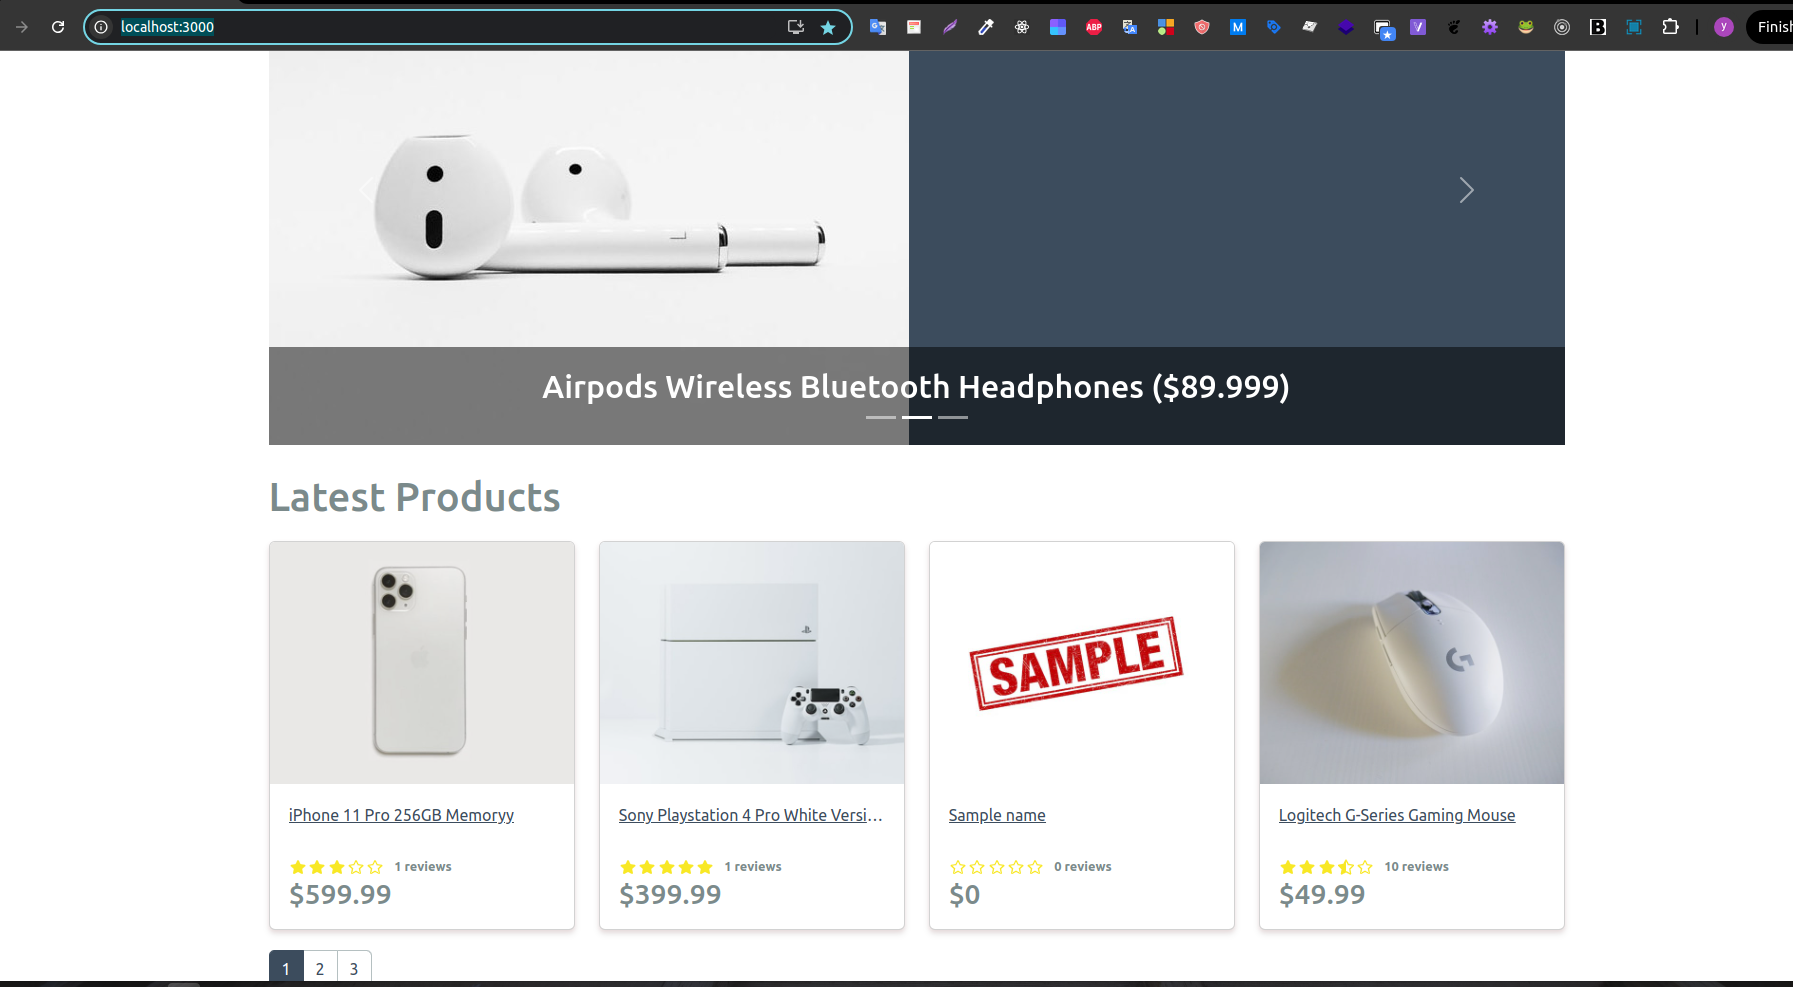 localhost:3000
ABP
M
V
B
y
Finish
Airpods Wireless Bluetooth Headphones ($89.999)
Latest Products
SAMPLE
iPhone 11 Pro 256GB Memoryy
1 reviews
$599.99
Sony Playstation 4 Pro White Versi...
1 reviews
$399.99
Sample name
0 reviews
$0
Logitech G-Series Gaming Mouse
10 reviews
$49.99
1 2 3